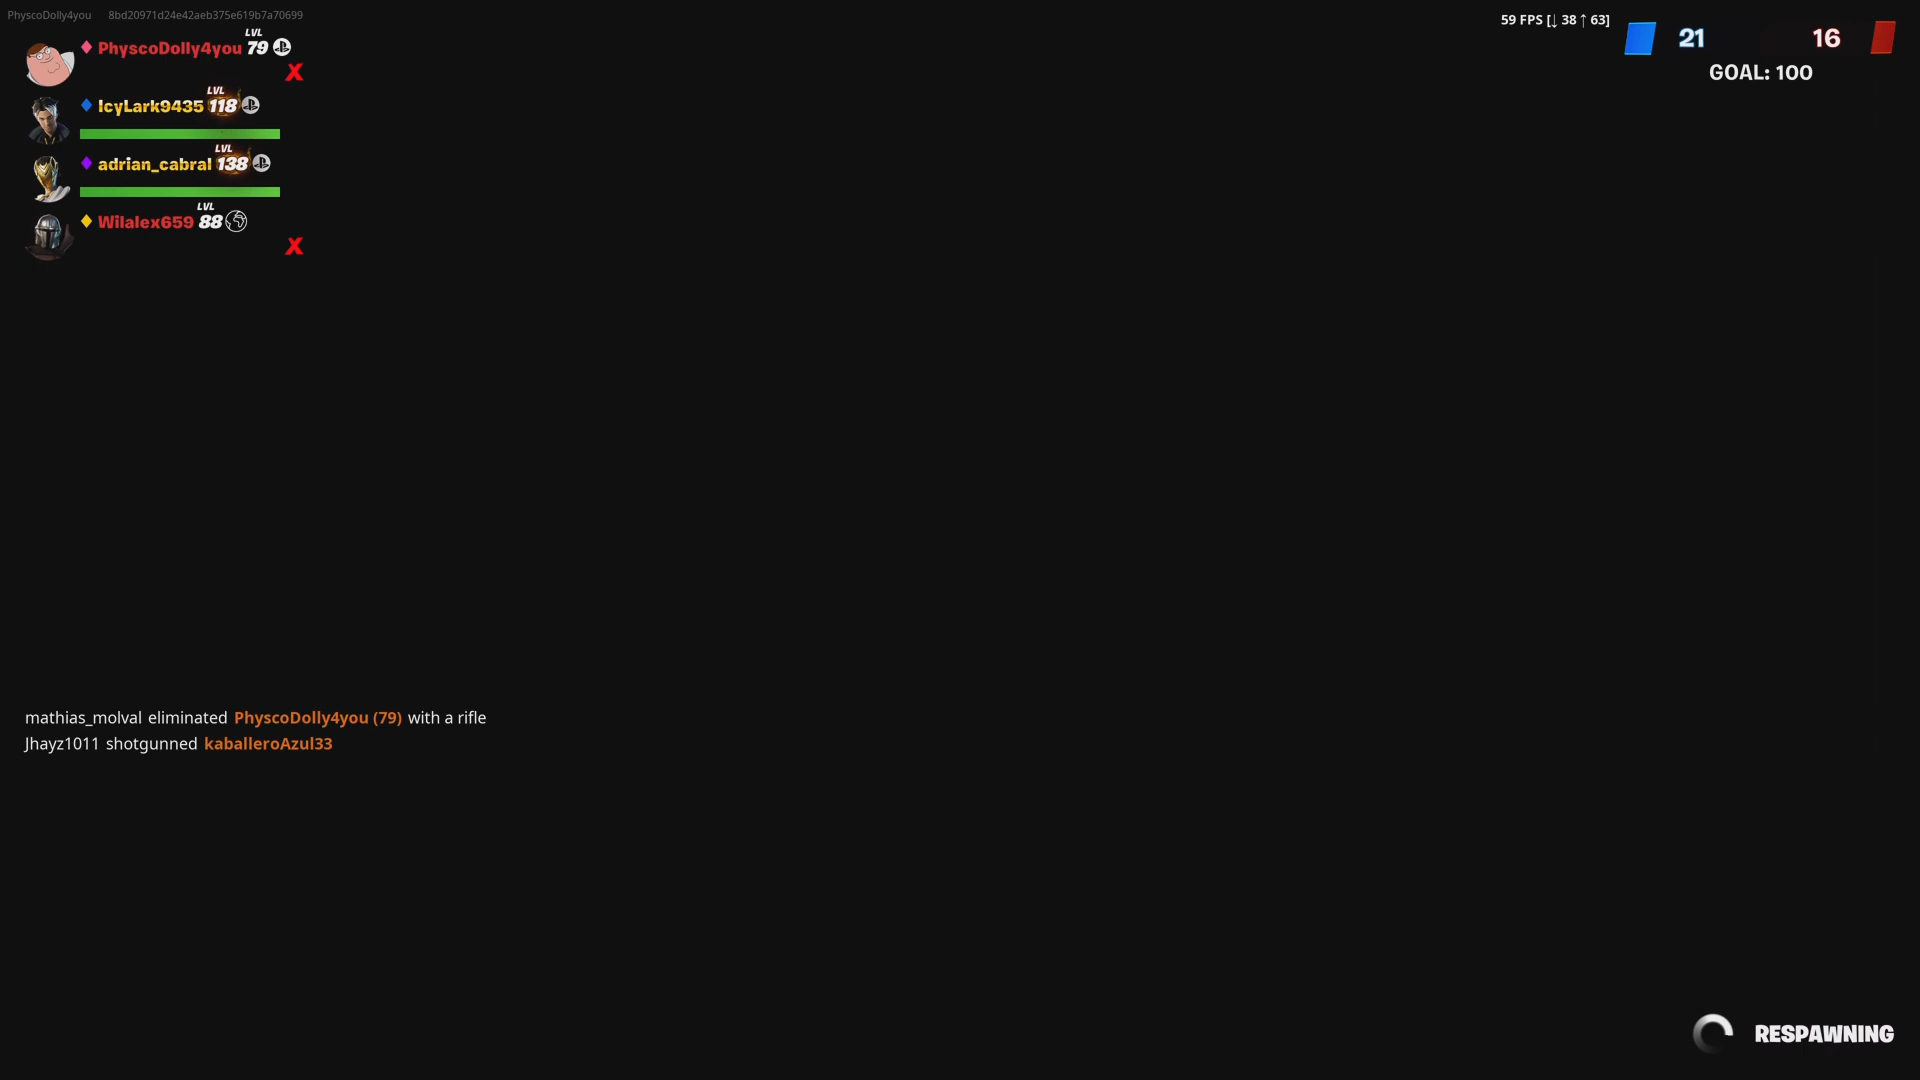 PhyscoDolly4you 8bd20971d24e42aeb375e619b7a70699
59 FPS [↓ 38 ↑ 63]
21 16
GOAL: 100
LVL
PhyscoDolly4you 79
X
LVL
IcyLark9435 118
LVL
adrian_cabral 138
LVL
Wilalex659 88
X
mathias_molval eliminated PhyscoDolly4you (79) with a rifle
Jhayz1011 shotgunned kaballeroAzul33
RESPAWNING